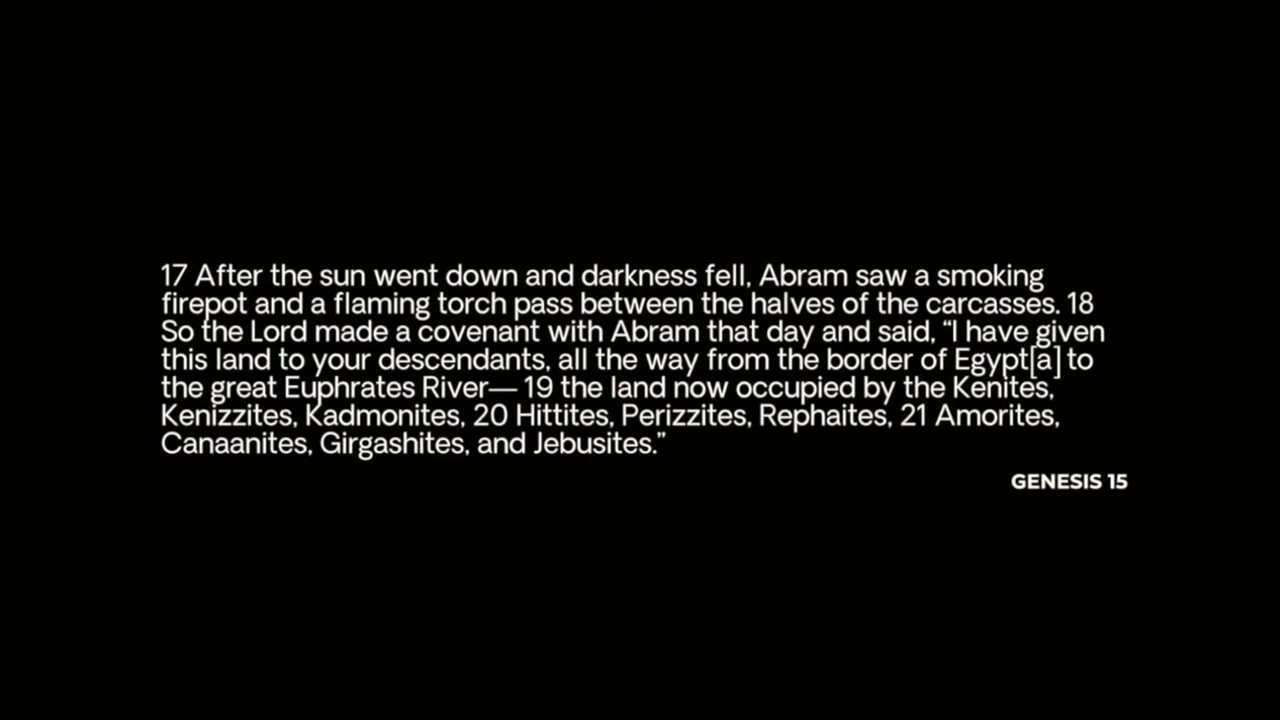 17 After the sun went down and darkness fell, Abram saw a smoking
firepot and a flaming torch pass between the halves of the carcasses. 18
So the Lord made a covenant with Abram that day and said, “I have given
this land to your descendants, all the way from the border of Egypt[a] to
the great Euphrates River— 19 the land now occupied by the Kenites,
Kenizzites, Kadmonites, 20 Hittites, Perizzites, Rephaites, 21 Amorites,
Canaanites, Girgashites, and Jebusites.”
GENESIS 15